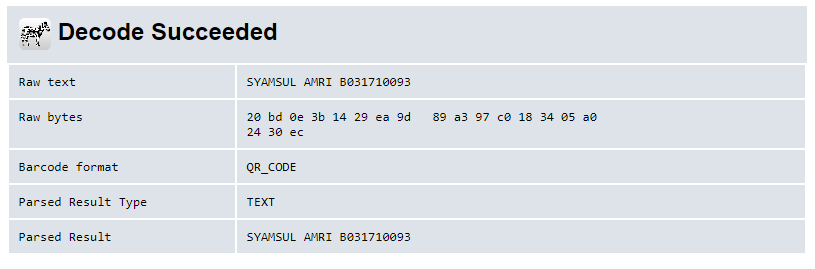 Decode Succeeded
Raw text SYAMSUL AMRI B031710093
Raw bytes 20 bd 0e 3b 14 29 ea 9d 89 a3 97 c0 18 34 05 a0
24 30 ec
Barcode format QR_CODE
Parsed Result Type TEXT
Parsed Result SYAMSUL AMRI B031710093